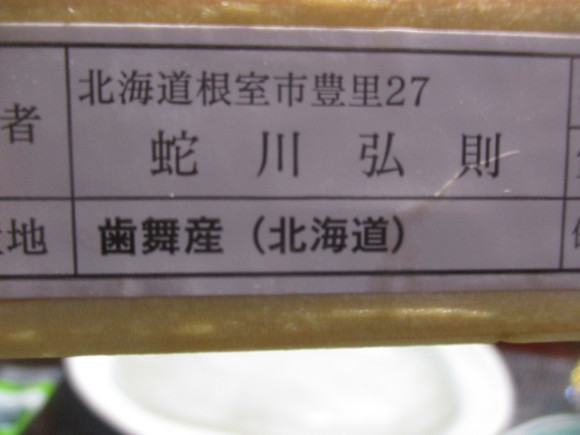 者
北海道根室市豊里27
蛇川弘則
地
歯舞産（北海道）